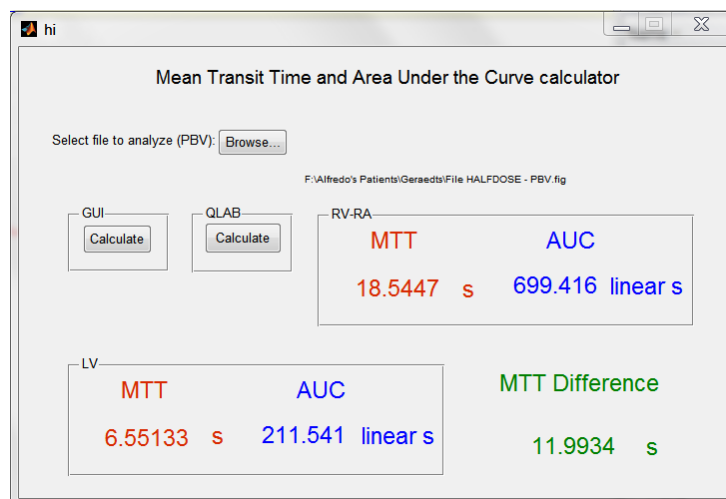 hi
Mean Transit Time and Area Under the Curve calculator
Select file to analyze (PBV): Browse...
F:\Alfredo's Patients\Geraedts\File HALFDOSE - PBV.fig
GUI QLAB RV-RA
Calculate Calculate
MTT AUC
18.5447 s 699.416 linear s
LV
MTT AUC
6.55133 s 211.541 linear s
MTT Difference
11.9934 s